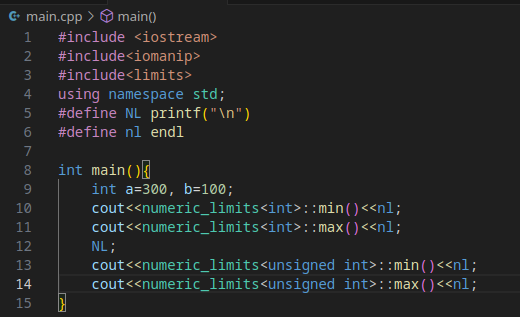 main.cpp > main()
1 #include <iostream>
2 #include<iomanip>
3 #include<limits>
4 using namespace std;
5 #define NL printf("\n")
6 #define nl endl
7
8 int main(){
9     int a=300, b=100;
10     cout<<numeric_limits<int>::min()<<nl;
11     cout<<numeric_limits<int>::max()<<nl;
12     NL;
13     cout<<numeric_limits<unsigned int>::min()<<nl;
14     cout<<numeric_limits<unsigned int>::max()<<nl;
15 }